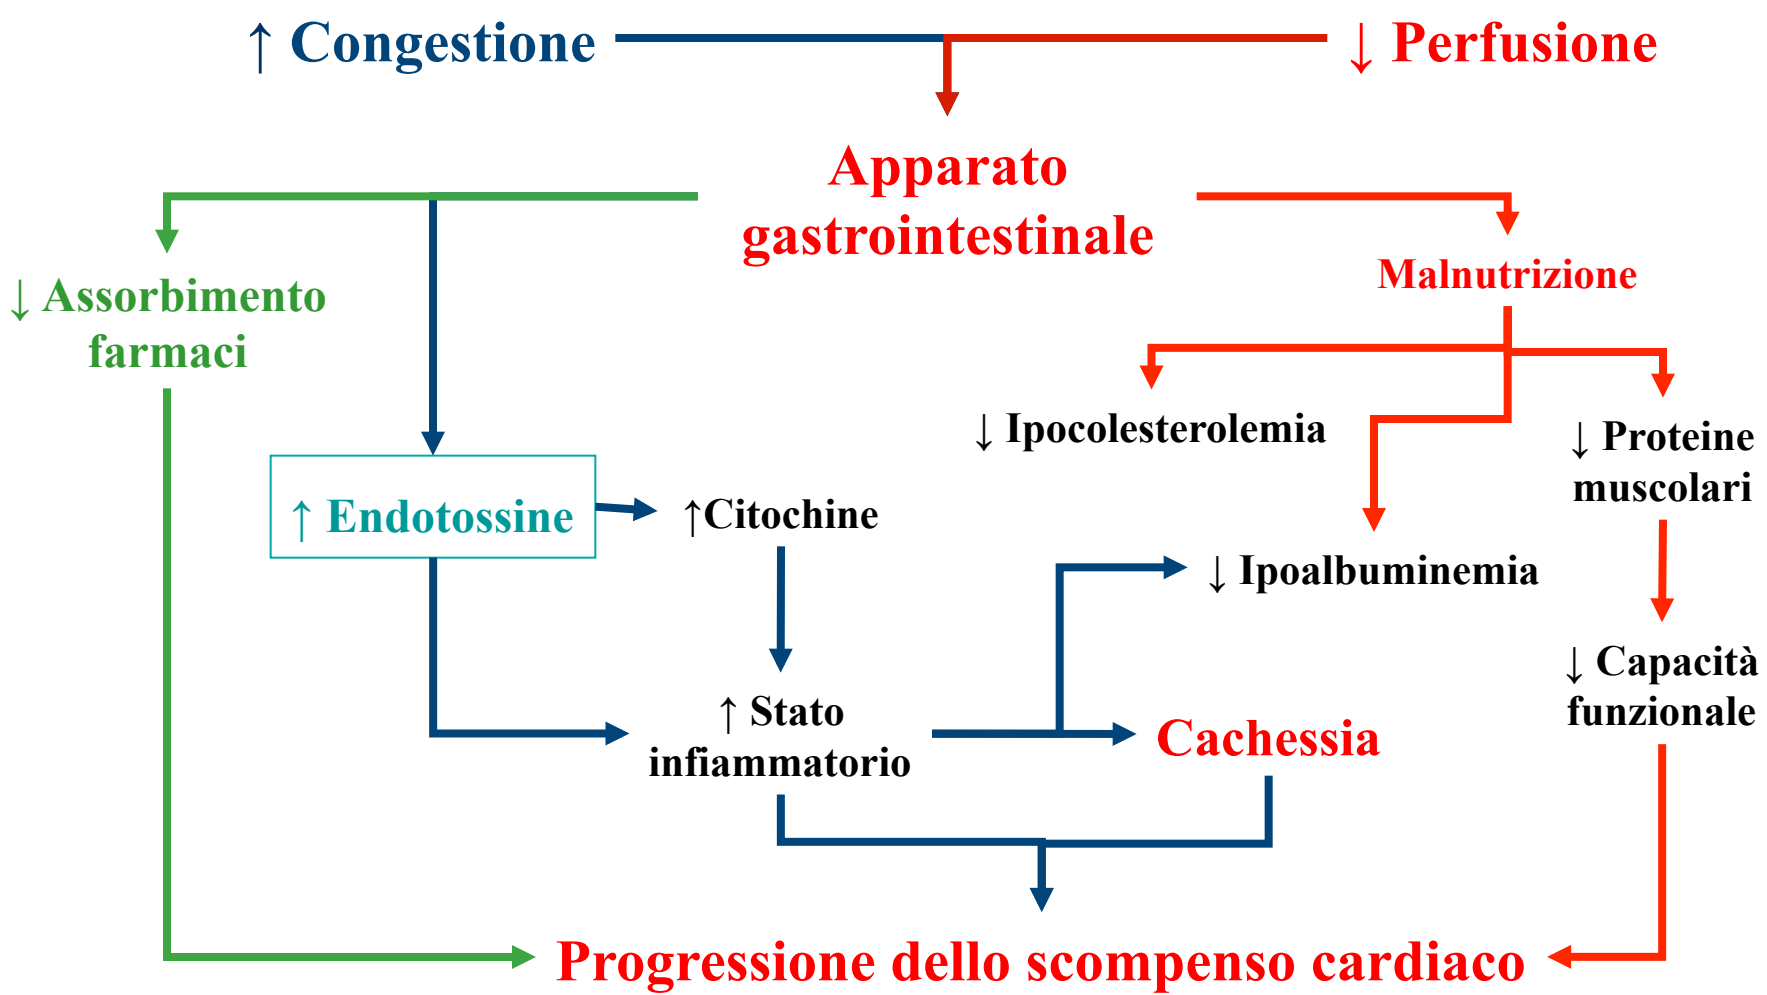 ↑ Congestione
↓ Perfusione
Apparato
gastrointestinale
↓ Assorbimento
farmaci
Malnutrizione
↓ Ipocolesterolemia
↓ Proteine
muscolari
↑ Endotossine
↑Citochine
↓ Ipoalbuminemia
↓ Capacità
funzionale
↑ Stato
infiammatorio
Cachessia
Progressione dello scompenso cardiaco